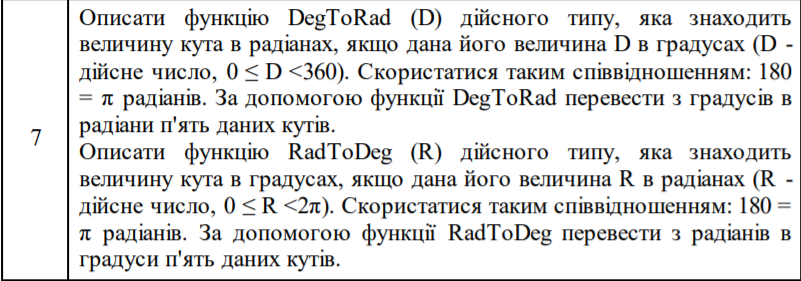 7
Описати функцію DegToRad (D) дійсного типу, яка знаходить
величину кута в радіанах, якщо дана його величина D в градусах (D -
дійсне число, 0 ≤ D <360). Скористатися таким співвідношенням: 180
= π радіанів. За допомогою функції DegToRad перевести з градусів в
радіани п'ять даних кутів.
Описати функцію RadToDeg (R) дійсного типу, яка знаходить
величину кута в градусах, якщо дана його величина R в радіанах (R -
дійсне число, 0 ≤ R <2π). Скористатися таким співвідношенням: 180 =
π радіанів. За допомогою функції RadToDeg перевести з радіанів в
градуси п'ять даних кутів.